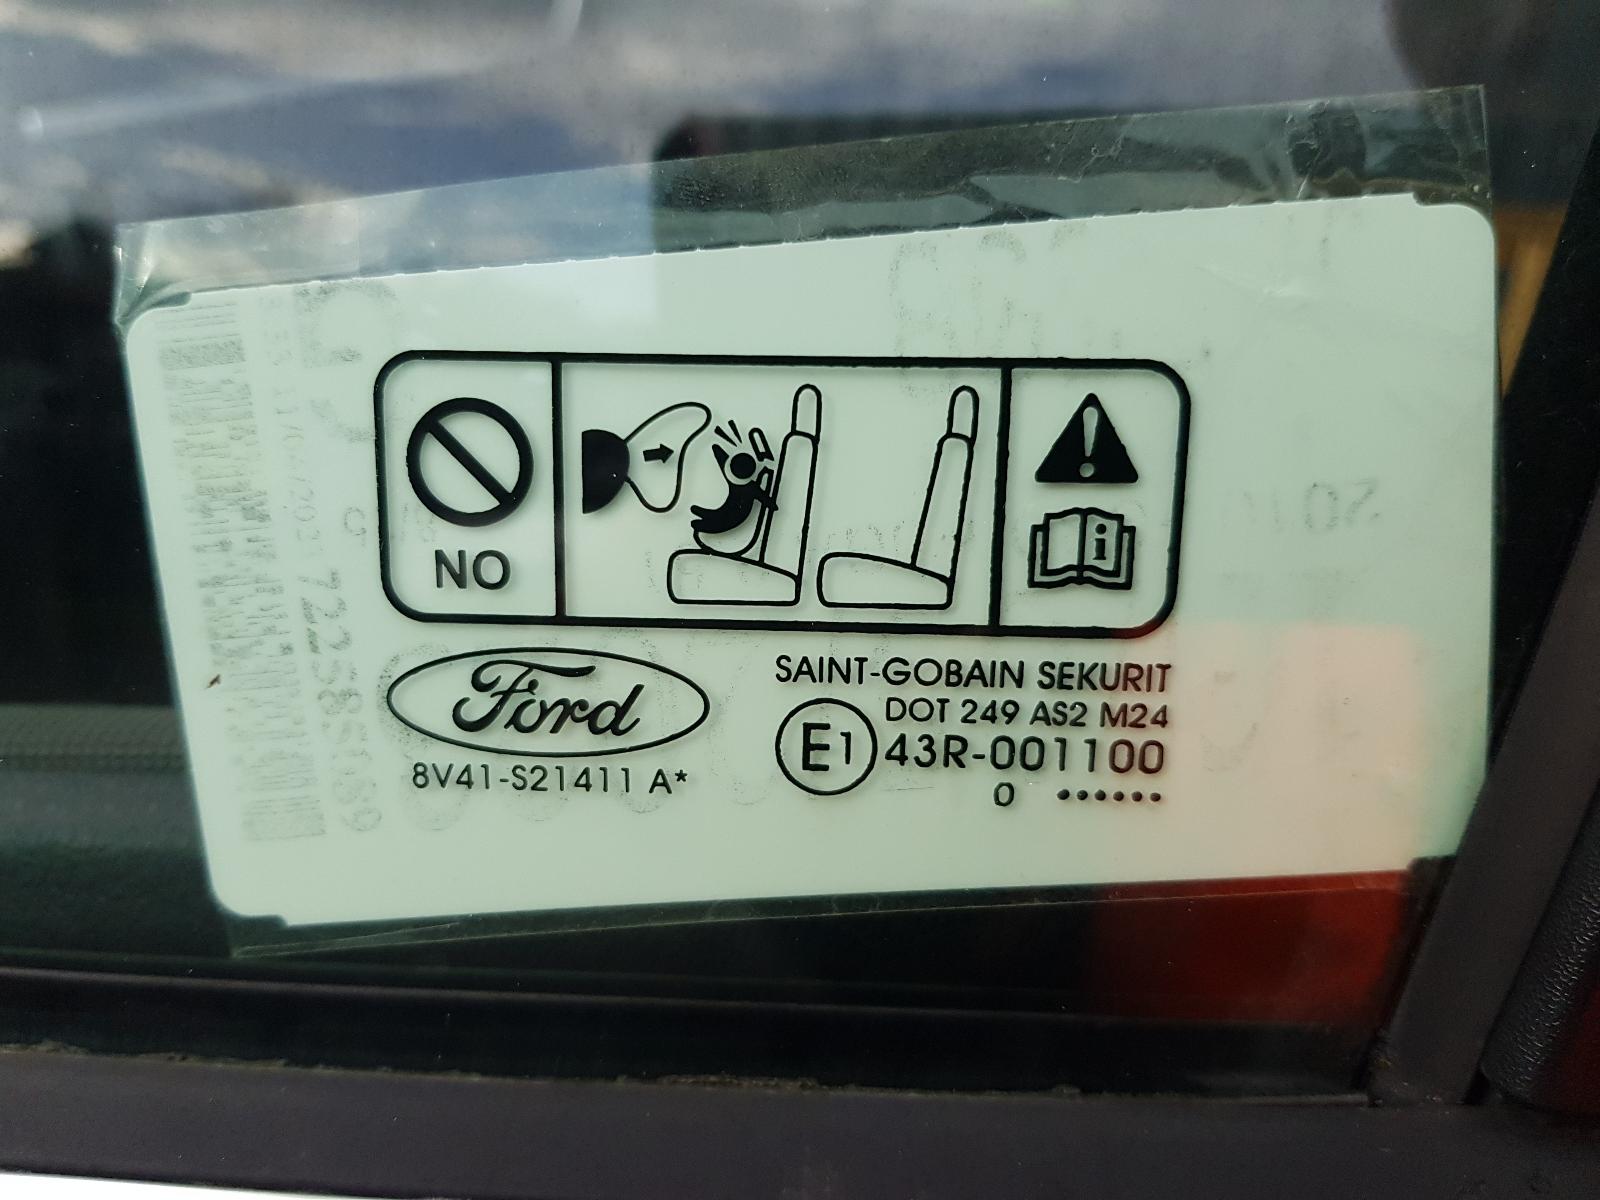 NO
Ford
8V41-S21411 A*
SAINT-GOBAIN SEKURIT
DOT 249 AS2 M24
E1 43R-001100
0 ......